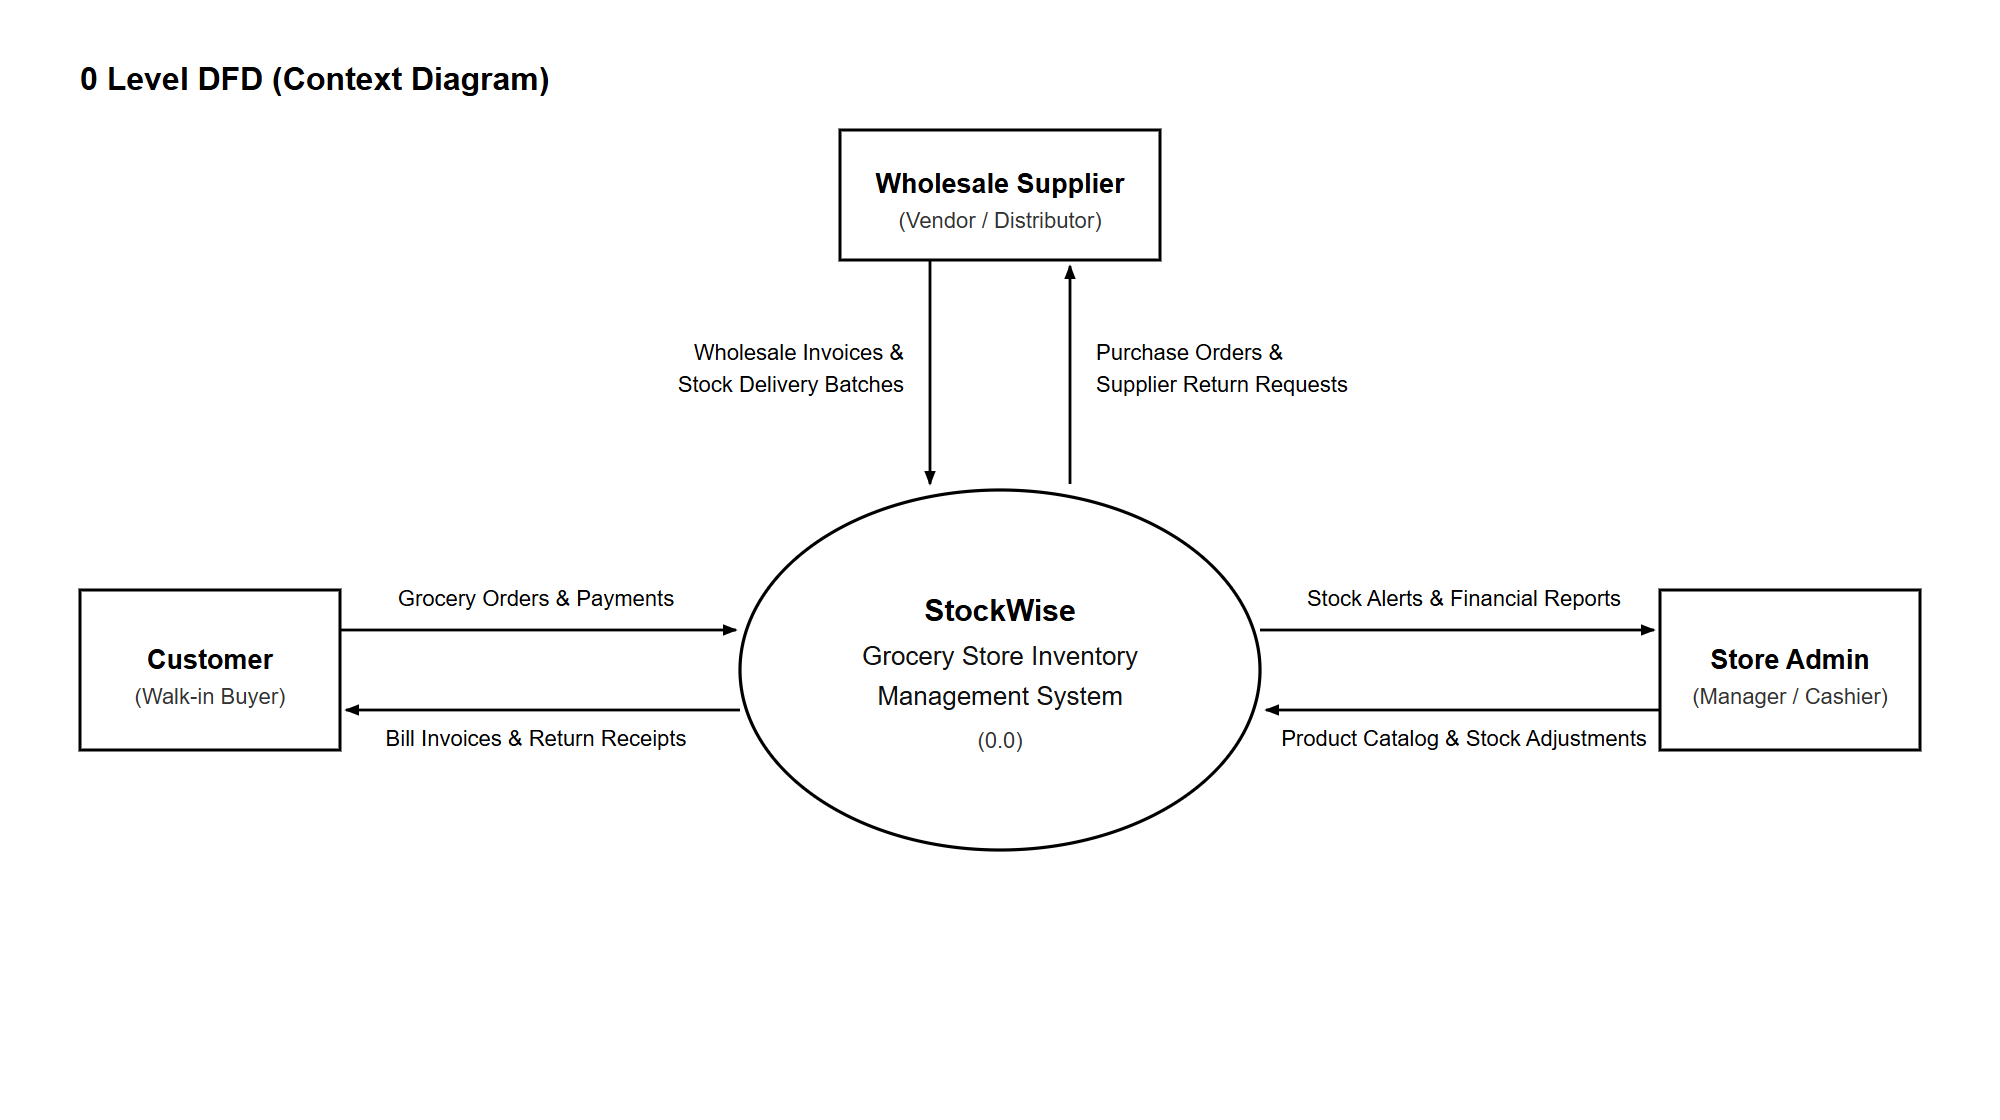 0 Level DFD (Context Diagram)
Wholesale Supplier
(Vendor / Distributor)
Wholesale Invoices &
Stock Delivery Batches
Purchase Orders &
Supplier Return Requests
Grocery Orders & Payments
Customer
(Walk-in Buyer)
Bill Invoices & Return Receipts
StockWise
Grocery Store Inventory
Management System
(0.0)
Stock Alerts & Financial Reports
Store Admin
(Manager / Cashier)
Product Catalog & Stock Adjustments